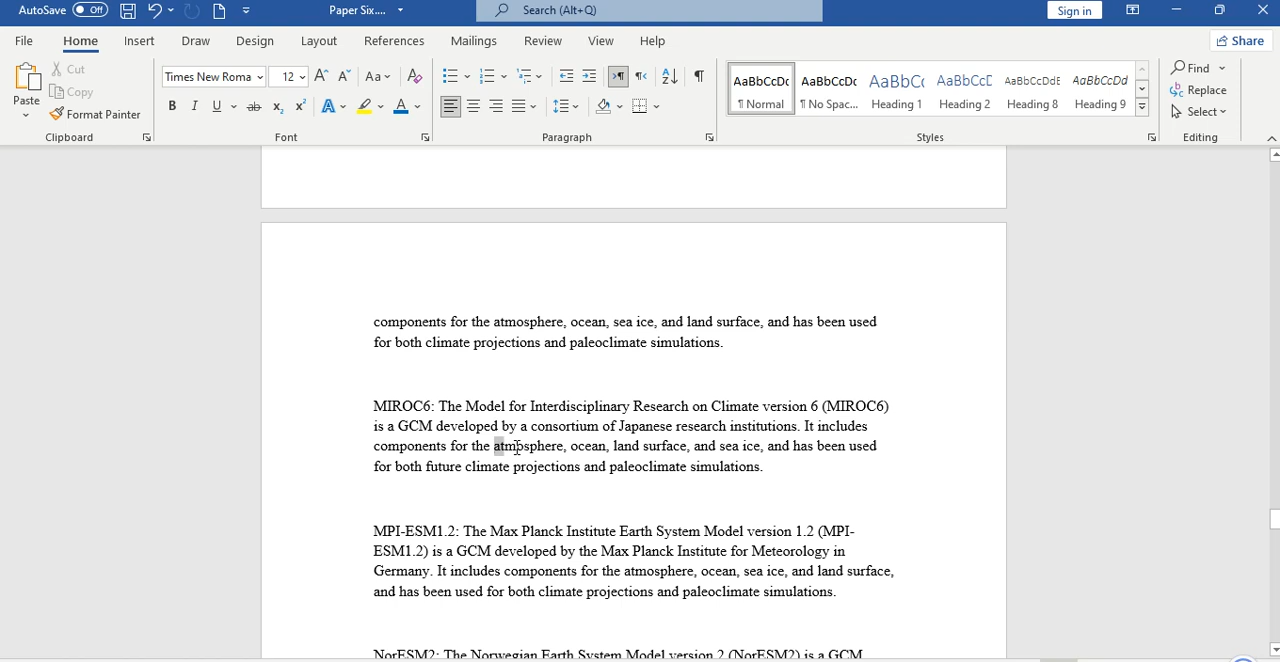 AutoSave Off Paper Six.... Search (Alt+Q) Sign in
File Home Insert Draw Design Layout References Mailings Review View Help Share
Paste
Cut
Copy
Format Painter
Clipboard
Times New Roma 12 Aa
B I U ab x₂ x² A A
Font
Paragraph
AaBbCcDc AaBbCcDc AaBbC( AaBbCcD AaBbCcDdE AaBbCcDd
¶ Normal ¶ No Spac... Heading 1 Heading 2 Heading 8 Heading 9
Styles
Find
Replace
Select
Editing
components for the atmosphere, ocean, sea ice, and land surface, and has been used
for both climate projections and paleoclimate simulations.
MIROC6: The Model for Interdisciplinary Research on Climate version 6 (MIROC6)
is a GCM developed by a consortium of Japanese research institutions. It includes
components for the atmosphere, ocean, land surface, and sea ice, and has been used
for both future climate projections and paleoclimate simulations.
MPI-ESM1.2: The Max Planck Institute Earth System Model version 1.2 (MPI-
ESM1.2) is a GCM developed by the Max Planck Institute for Meteorology in
Germany. It includes components for the atmosphere, ocean, sea ice, and land surface,
and has been used for both climate projections and paleoclimate simulations.
NorESM2: The Norwegian Earth System Model version 2 (NorESM2) is a GCM